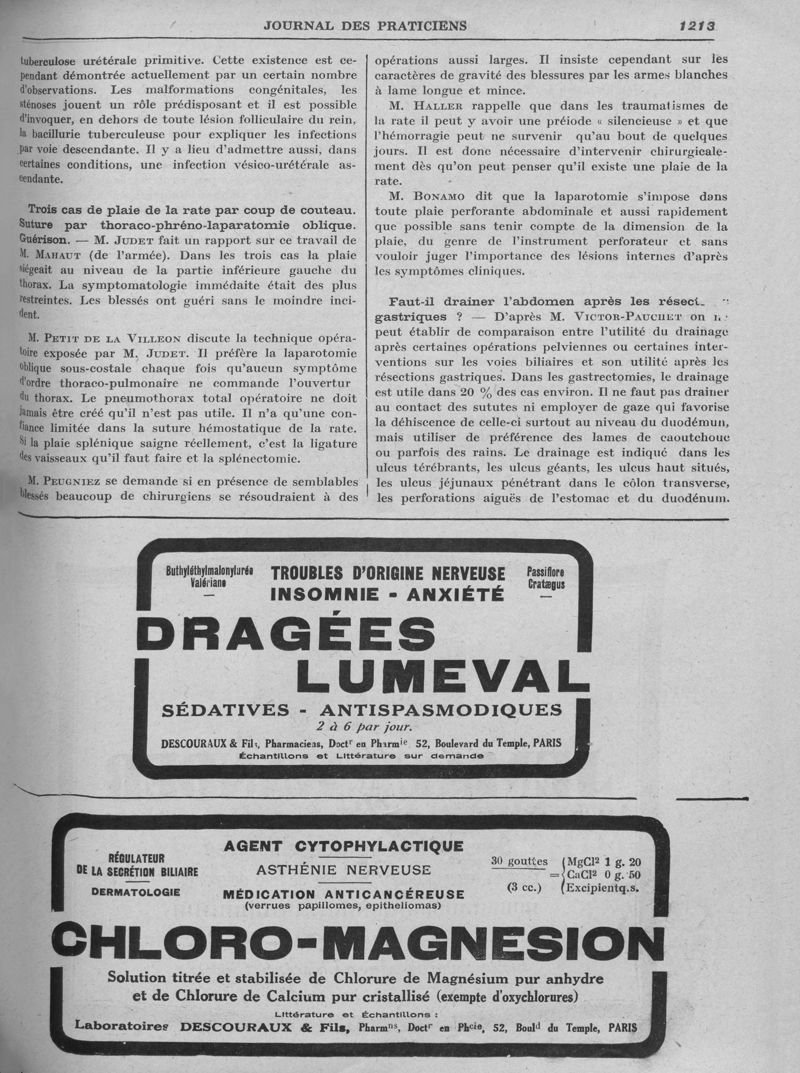 JOURNAL DES PRATICIENS
1213
tuberculose urétérale primitive. Cette existence est ce-
pendant démontrée actuellement par un certain nombre
d'observations. Les malformations congénitales, les
sténoses jouent un rôle prédisposant et il est possible
d'invoquer, en dehors de toute lésion folliculaire du rein,
la bacillurie tuberculeuse pour expliquer les infections
par voie descendante. Il y a lieu d'admettre aussi, dans
certaines conditions, une infection vésico-urétérale as-
cendante.
Trois cas de plaie de la rate par coup de couteau.
Suture par thoraco-phréno-laparatomie oblique.
Guérison. — M. JUDET fait un rapport sur ce travail de
M. MAHAUT (de l'armée). Dans les trois cas la plaie
siégeait au niveau de la partie inférieure gauche du
thorax. La symptomatologie immédaite était des plus
restreintes. Les blessés ont guéri sans le moindre inci-
dent.
M. PETIT DE LA VILLEON discute la technique opéra-
toire exposée par M. JUDET. Il préfère la laparotomie
oblique sous-costale chaque fois qu'aucun symptôme
d'ordre thoraco-pulmonaire ne commande l'ouvertur
du thorax. Le pneumothorax total opératoire ne doit
jamais être créé qu'il n'est pas utile. Il n'a qu'une con-
fiance limitée dans la suture hémostatique de la rate.
Si la plaie splénique saigne réellement, c'est la ligature
des vaisseaux qu'il faut faire et la splénectomie.
M. PEUGNIEZ se demande si en présence de semblables
blessés beaucoup de chirurgiens se résoudraient à des
opérations aussi larges. Il insiste cependant sur les
caractères de gravité des blessures par les armes blanches
à lame longue et mince.
M. HALLER rappelle que dans les traumatismes de
la rate il peut y avoir une préiode « silencieuse » et que
l'hémorragie peut ne survenir qu'au bout de quelques
jours. Il est donc nécessaire d'intervenir chirurgicale-
ment dès qu'on peut penser qu'il existe une plaie de la
rate.
M. BONAMO dit que la laparotomie s'impose dans
toute plaie perforante abdominale et aussi rapidement
que possible sans tenir compte de la dimension de la
plaie, du genre de l'instrument perforateur et sans
vouloir juger l'importance des lésions internes d'après
les symptômes cliniques.
Faut-il drainer l'abdomen après les résect
gastriques ? — D'après M. VICTOR-PAUCHET on
peut établir de comparaison entre l'utilité du drainage
après certaines opérations pelviennes ou certaines inter-
ventions sur les voies biliaires et son utilité après les
résections gastriques. Dans les gastrectomies, le drainage
est utile dans 20 % des cas environ. Il ne faut pas drainer
au contact des sututes ni employer de gaze qui favorise
la déhiscence de celle-ci surtout au niveau du duodémun,
mais utiliser de préférence des lames de caoutchouc
ou parfois des rains. Le drainage est indiqué dans les
ulcus térébrants, les ulcus géants, les ulcus haut situés,
les ulcus jéjunaux pénétrant dans le côlon transverse,
les perforations aiguës de l'estomac et du duodénum.
Buthyléthylmalonylurée
Valériane
TROUBLES D'ORIGINE NERVEUSE
INSOMNIE - ANXIÉTÉ
Passiflore
Cratægus
DRAGÉES
LUMEVAL
SÉDATIVES - ANTISPASMODIQUES
2 à 6 par jour.
DESCOURAUX & Fils, Pharmaciens, Doctr en Pharmie 52, Boulevard du Temple, PARIS
Échantillons et Littérature sur demande
RÉGULATEUR
DE LA SECRÉTION BILIAIRE
DERMATOLOGIE
AGENT CYTOPHYLACTIQUE
ASTHÉNIE NERVEUSE
MÉDICATION ANTICANCÉREUSE
(verrues papillomes, epitheliomas)
30 gouttes
(3 cc.)
=
MgCl² 1 g. 20
CaCl² 0 g. 50
Excipientq.s.
CHLORO-MAGNESION
Solution titrée et stabilisée de Chlorure de Magnésium pur anhydre
et de Chlorure de Calcium pur cristallisé (exempte d'oxychlorures)
Littérature et Échantillons :
Laboratoires DESCOURAUX & Fils, Pharmns, Doctr en Phcie, 52, Bould du Temple, PARIS